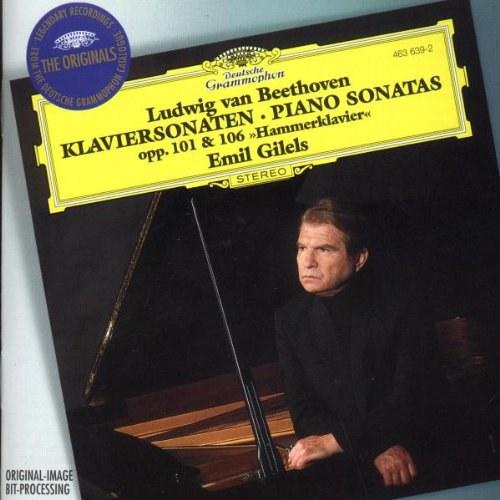 LEGENDARY RECORDINGS
THE ORIGINALS
FROM THE DEUTSCHE GRAMMOPHON CATALOGUE
463 639-2
Deutsche
Grammophon
Ludwig van Beethoven
KLAVIERSONATEN · PIANO SONATAS
opp. 101 & 106 »Hammerklavier«
Emil Gilels
STEREO
ORIGINAL-IMAGE
BIT-PROCESSING